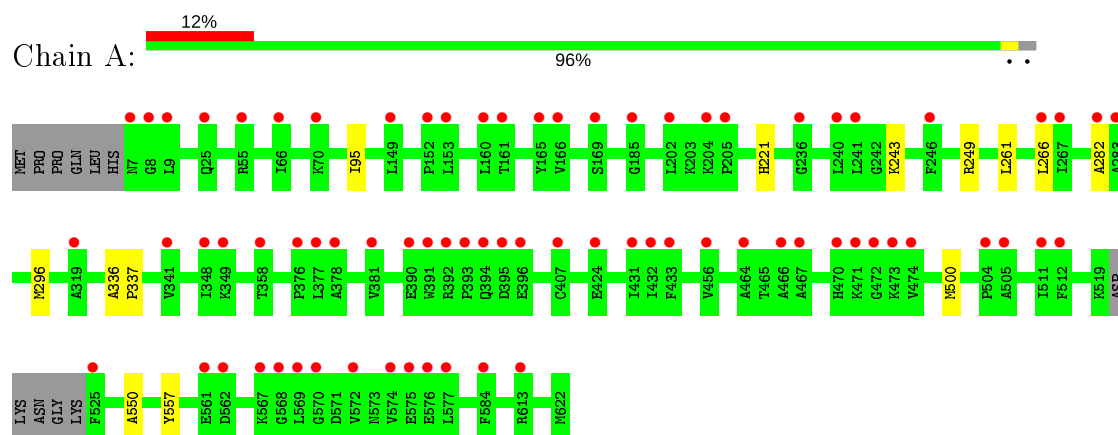 12%
Chain A:
96%
MET PRO PRO GLN LEU HIS N7 G8 L9 Q25 R55 I66 K70 I95 L149 P152 L153 L160 T161 Y165 V166 S169 G185 L202 K203 K204 P205 H221 G236 L240 L241 G242 K243 F246 R249 L261 L266 I267 A282 A283
M296 A319 A336 P337 V341 I348 K349 T358 P376 L377 A378 V381 E390 W391 R392 P393 Q394 D395 E396 C407 E424 I431 I432 F433 V456 A464 T465 A466 A467 H470 K471 G472 K473 V474 M500 P504 A505 I511 F512 K519 ASP
LYS ASN GLY LYS F525 A550 Y557 E561 D562 K567 G568 L569 G570 D571 V572 N573 V574 E575 E576 L577 F584 R613 M622